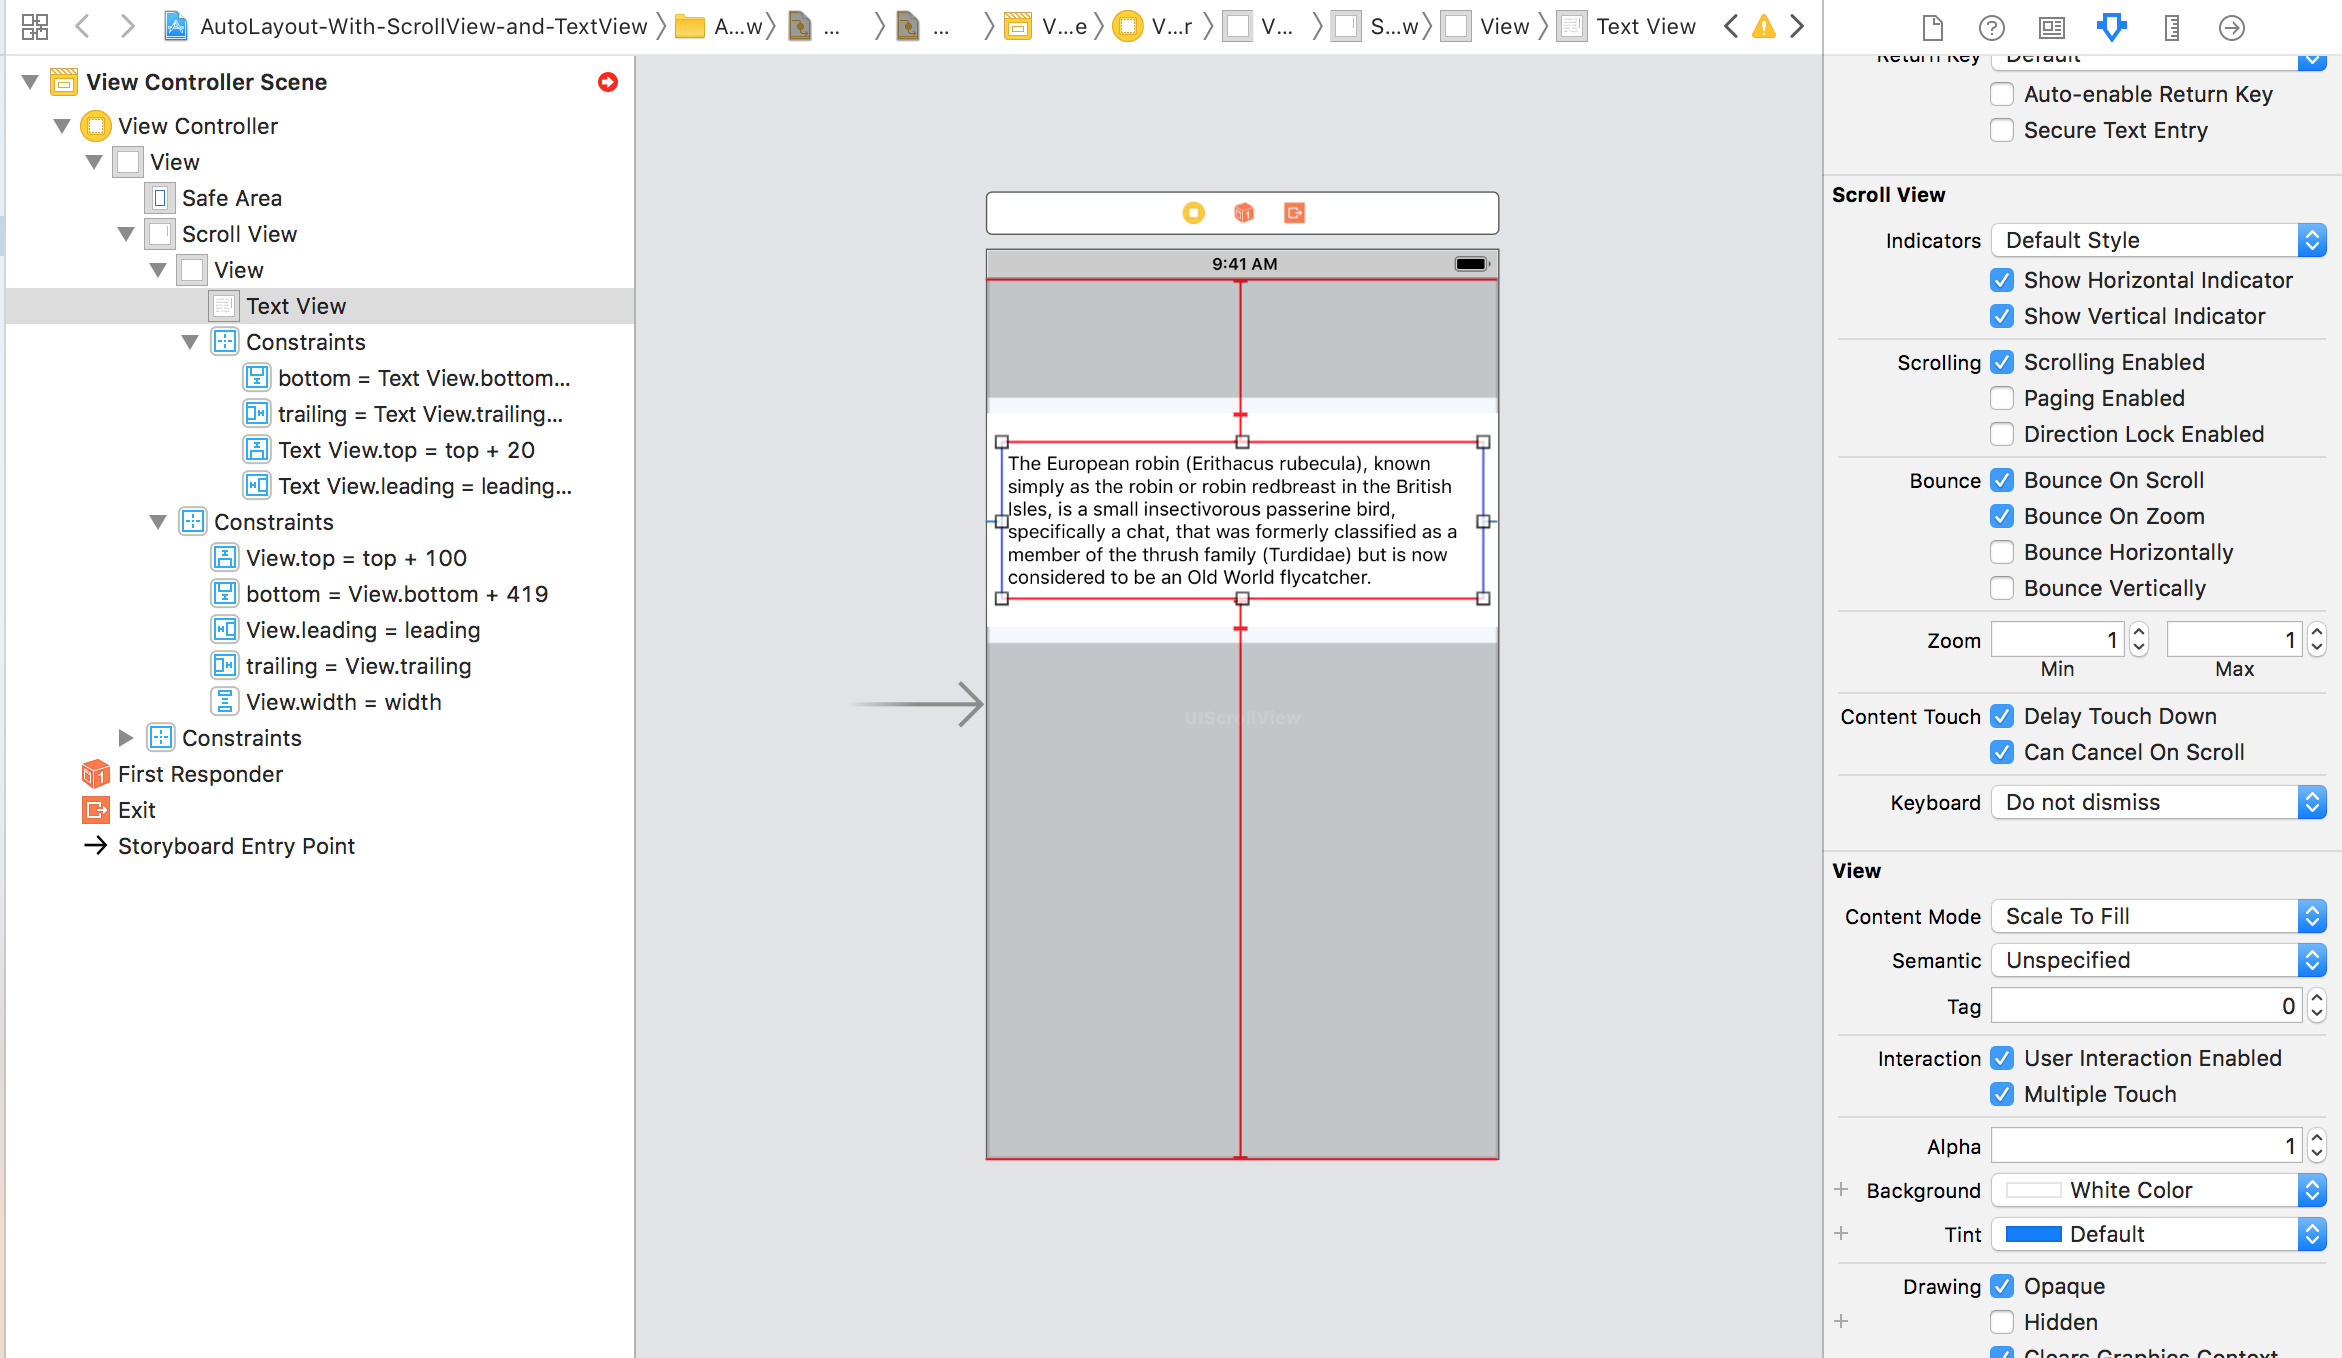 AutoLayout-With-ScrollView-and-TextView
A...w
...
...
V...e
V...r
V...
S...w
View
Text View
View Controller Scene
View Controller
View
Safe Area
Scroll View
View
Text View
Constraints
bottom = Text View.bottom...
trailing = Text View.trailing...
Text View.top = top + 20
Text View.leading = leading...
Constraints
View.top = top + 100
bottom = View.bottom + 419
View.leading = leading
trailing = View.trailing
View.width = width
Constraints
First Responder
Exit
Storyboard Entry Point
9:41 AM
The European robin (Erithacus rubecula), known
simply as the robin or robin redbreast in the British
Isles, is a small insectivorous passerine bird,
specifically a chat, that was formerly classified as a
member of the thrush family (Turdidae) but is now
considered to be an Old World flycatcher.
UIScrollView
Return Key Default
Auto-enable Return Key
Secure Text Entry
Scroll View
Indicators Default Style
Show Horizontal Indicator
Show Vertical Indicator
Scrolling Scrolling Enabled
Paging Enabled
Direction Lock Enabled
Bounce Bounce On Scroll
Bounce On Zoom
Bounce Horizontally
Bounce Vertically
Zoom 1 1
Min Max
Content Touch Delay Touch Down
Can Cancel On Scroll
Keyboard Do not dismiss
View
Content Mode Scale To Fill
Semantic Unspecified
Tag 0
Interaction User Interaction Enabled
Multiple Touch
Alpha 1
+ Background White Color
+ Tint Default
Drawing Opaque
+ Hidden
Clears Graphics Context